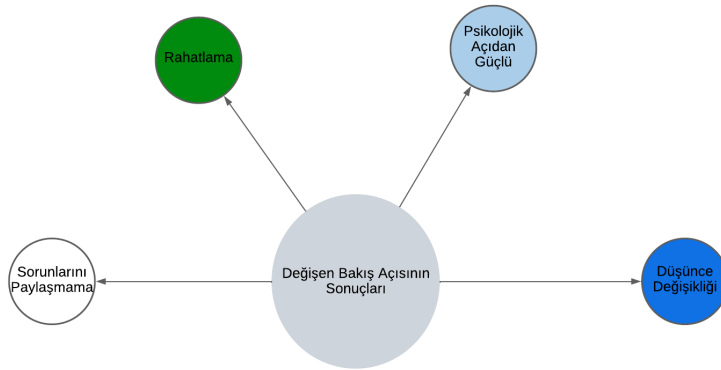 Rahatlama
Psikolojik
Açıdan
Güçlü
Sorunlarını
Paylaşmama
Değişen Bakış Açısının
Sonuçları
Düşünce
Değişikliği